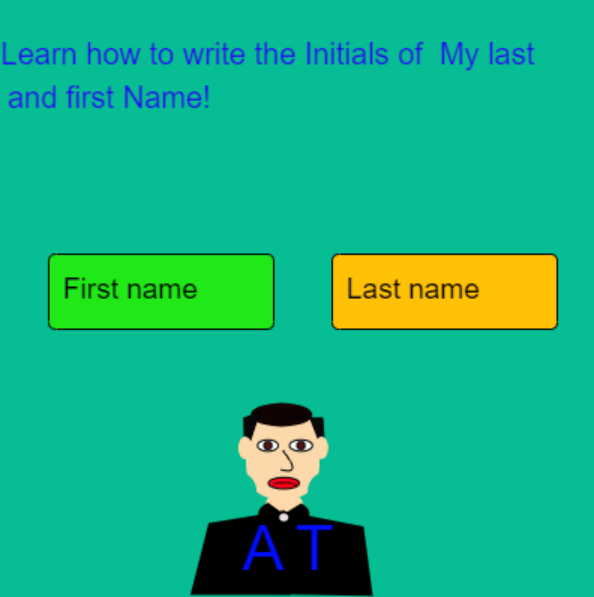 Learn how to write the Initials of My last
and first Name!
First name
Last name
A T